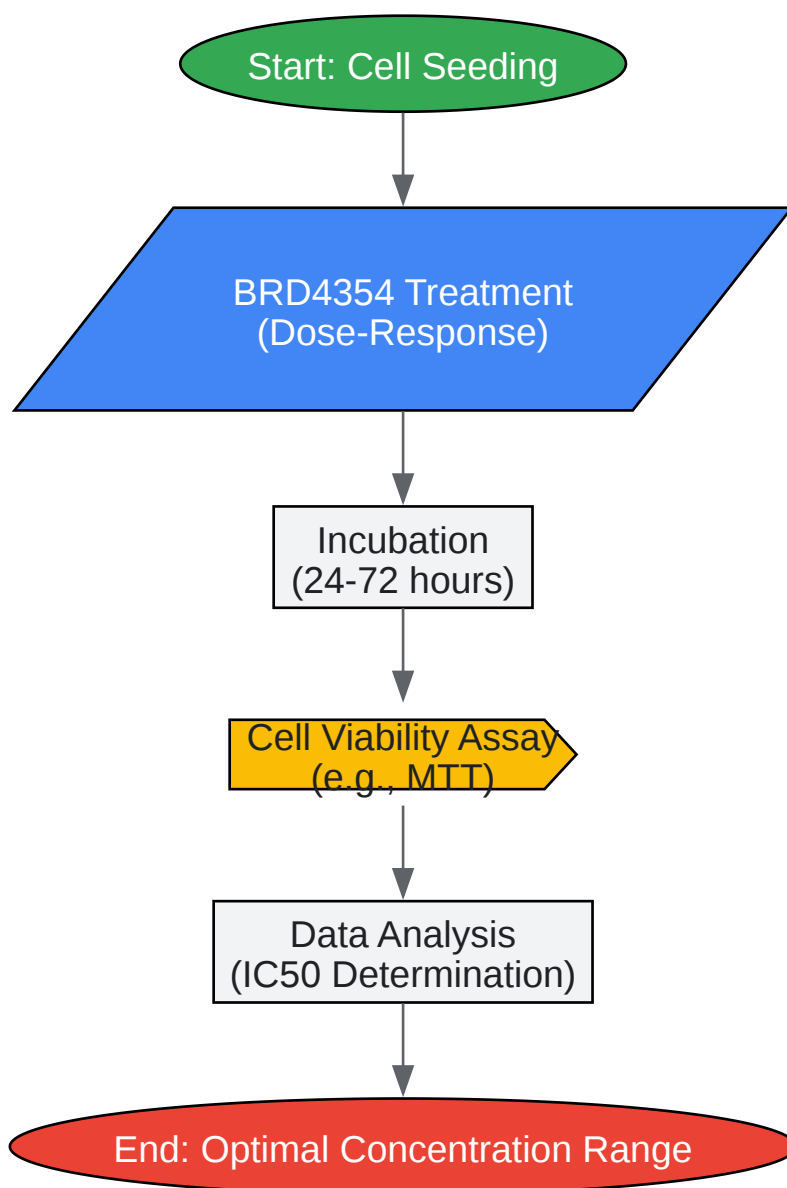 Start: Cell Seeding
BRD4354 Treatment
(Dose-Response)
Incubation
(24-72 hours)
Cell Viability Assay
(e.g., MTT)
Data Analysis
(IC50 Determination)
End: Optimal Concentration Range